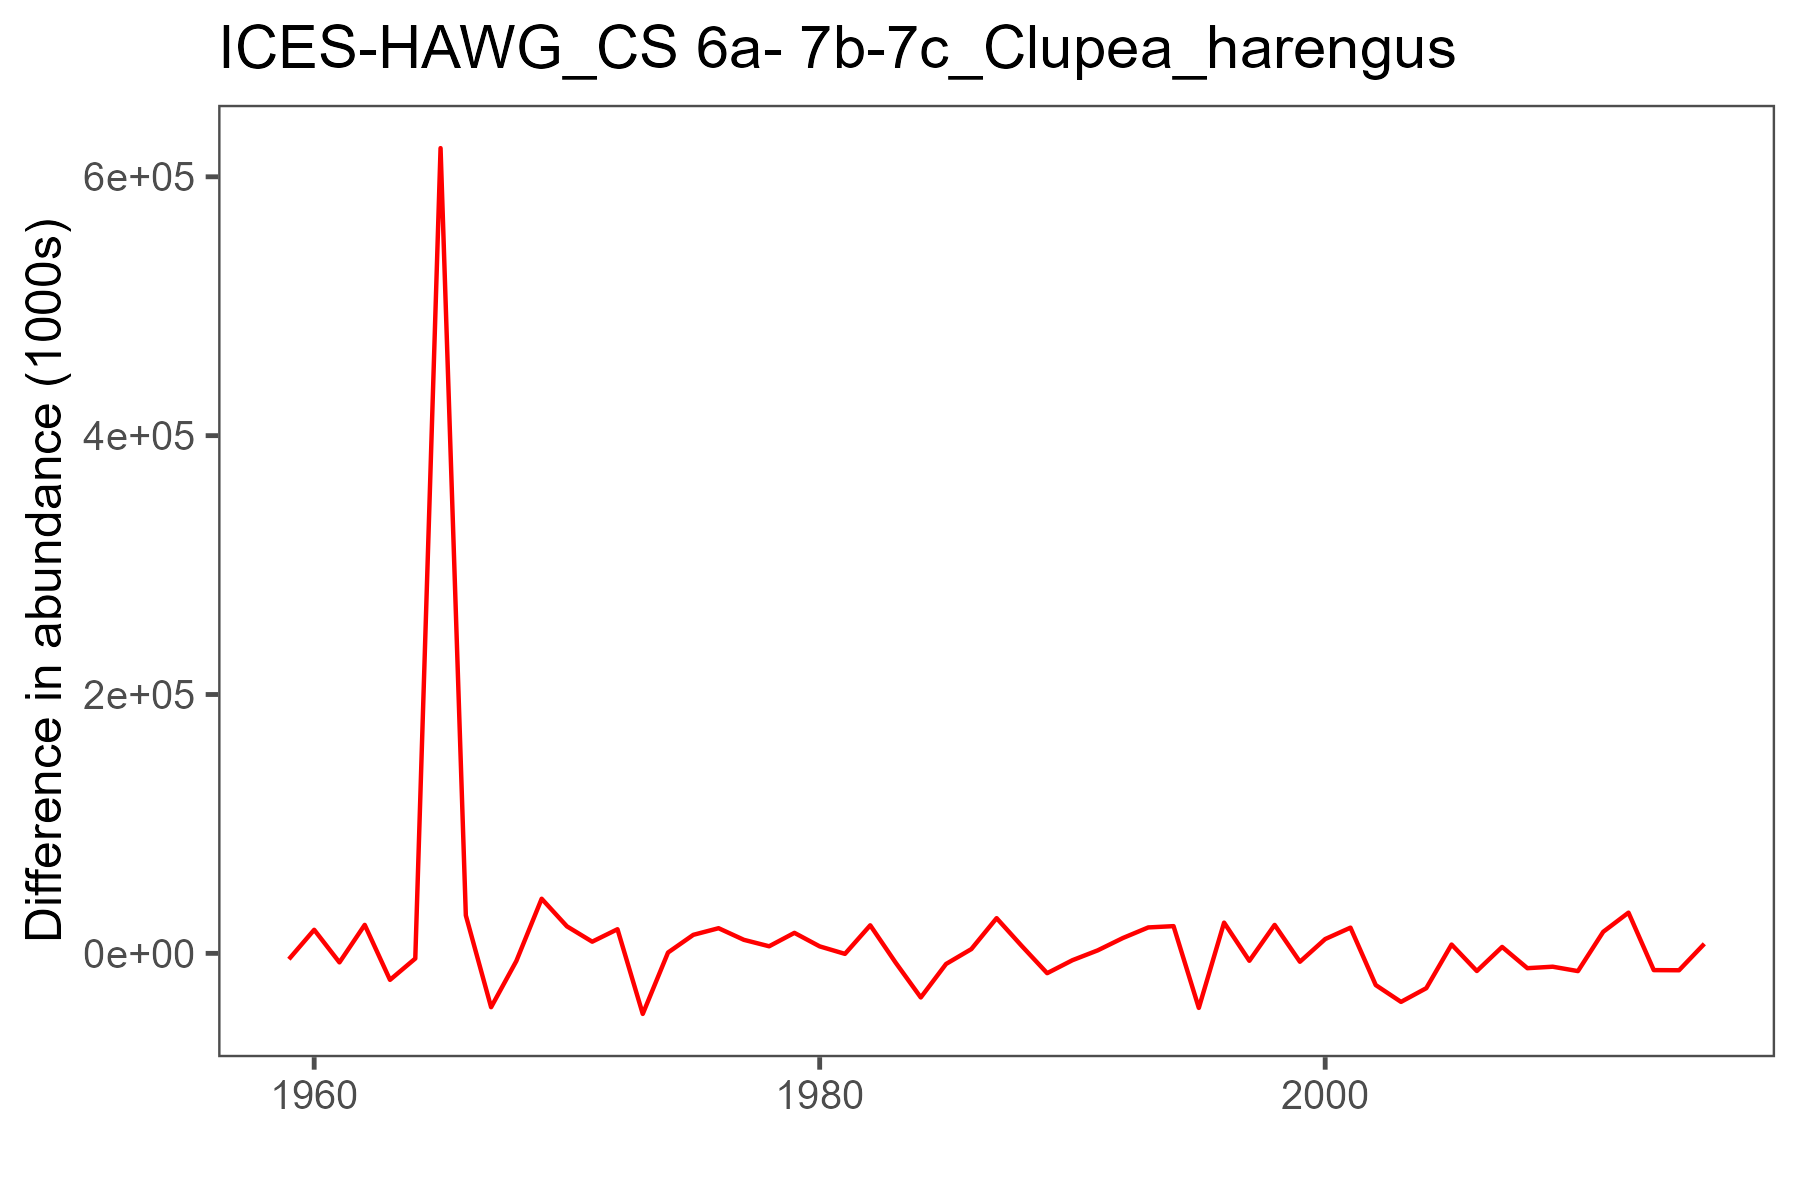 ICES-HAWG_CS 6a- 7b-7c_Clupea_harengus
Difference in abundance (1000s)
6e+05
4e+05
2e+05
0e+00
1960
1980
2000